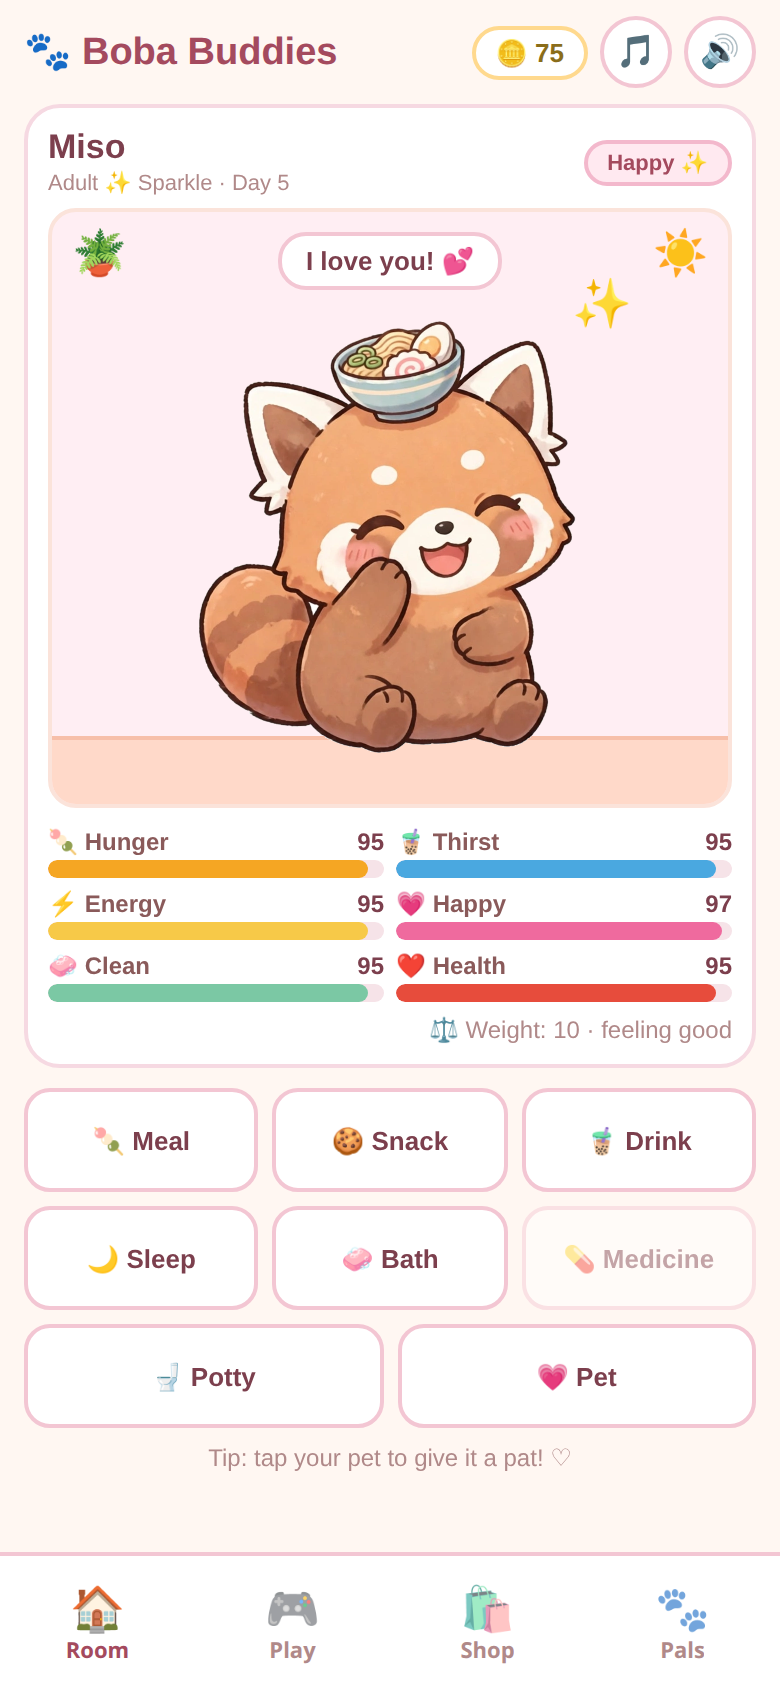 🐾 Boba Buddies
🪙 75
🎵 🔊
Miso
Adult ✨ Sparkle · Day 5
Happy ✨
I love you! 💕
🍡 Hunger 95
🧋 Thirst 95
⚡ Energy 95
💗 Happy 97
🧼 Clean 95
❤️ Health 95
⚖️ Weight: 10 · feeling good
🍡 Meal
🍪 Snack
🧋 Drink
🌙 Sleep
🧼 Bath
💊 Medicine
🚽 Potty
💗 Pet
Tip: tap your pet to give it a pat! ♡
Room
Play
Shop
Pals